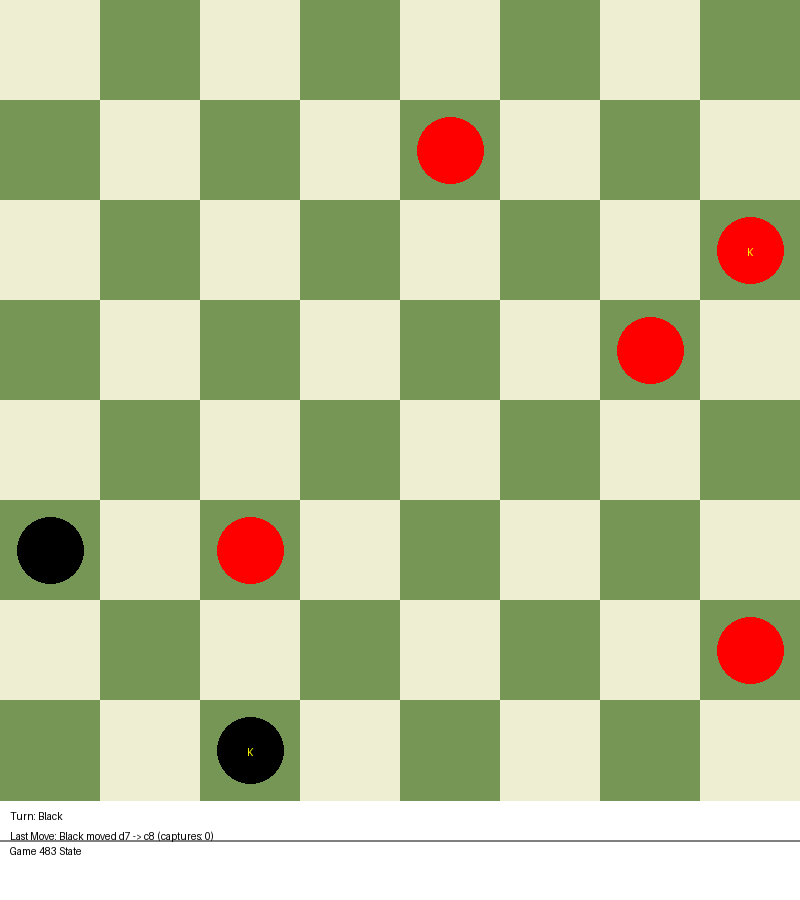 K
K
Turn: Black
Last Move: Black moved d7 -> c8 (captures: 0)
Game 483 State